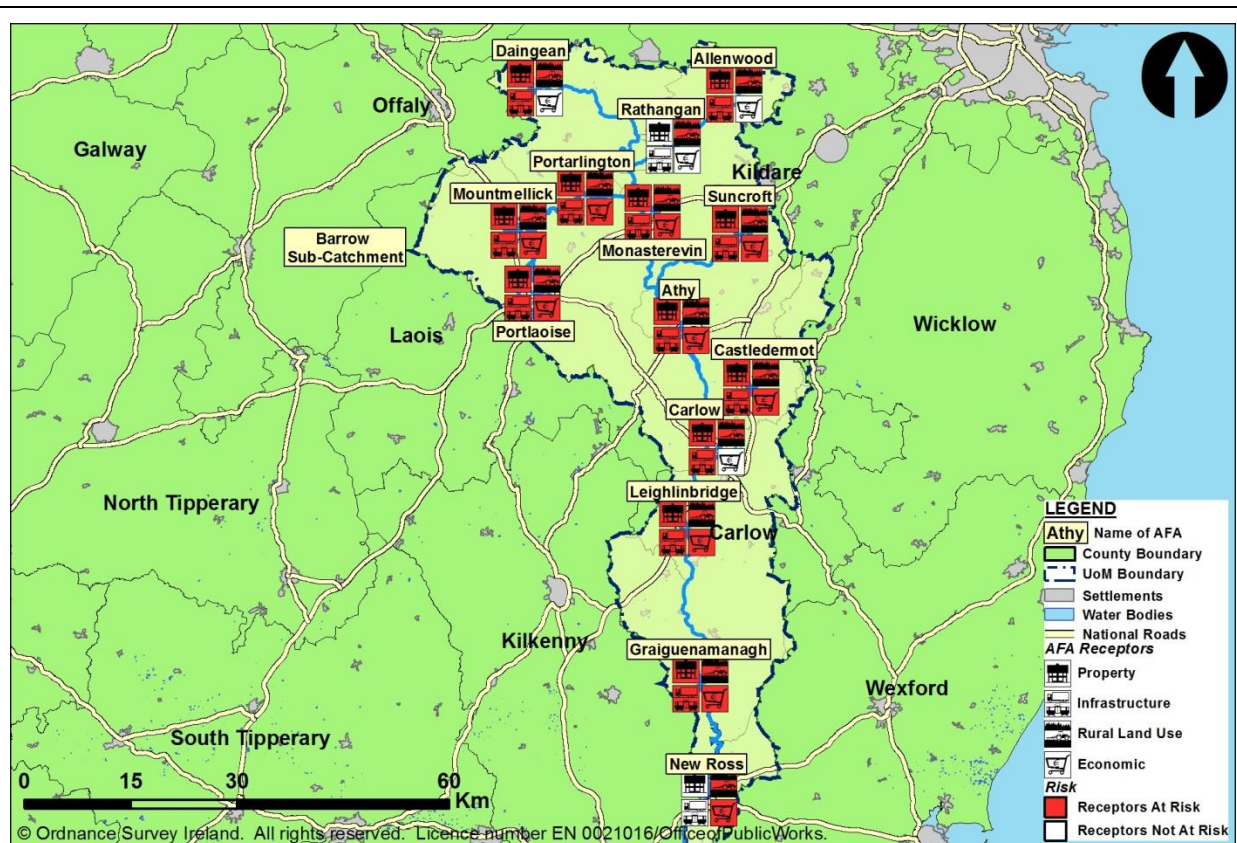 Daingean
Allenwood
Offaly
Rathangan
Galway
Portarlington
Kildare
Mountmellick
Suncroft
Barrow
Sub-Catchment
Monasterevin
Athy
Laois
Portlaoise
Wicklow
Castledermot
Carlow
North Tipperary
Leighlinbridge
Carlow
Kilkenny
Graiguenamanagh
Wexford
South Tipperary
New Ross
0 15 30 60
Km
© Ordnance Survey Ireland. All rights reserved. Licence number EN 0021016/OfficeofPublicWorks.
LEGEND
Athy Name of AFA
County Boundary
UoM Boundary
Settlements
Water Bodies
National Roads
AFA Receptors
Property
Infrastructure
Rural Land Use
Economic
Risk
Receptors At Risk
Receptors Not At Risk